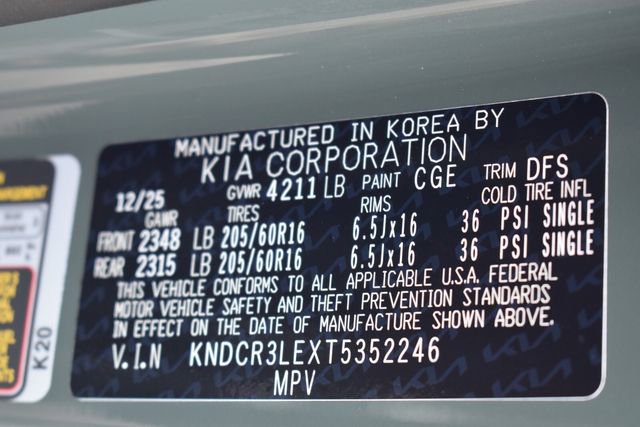 MANUFACTURED IN KOREA BY
KIA CORPORATION
12/25 GVWR 4211 LB PAINT CGE TRIM DFS
GAWR TIRES RIMS COLD TIRE INFL
FRONT 2348 LB 205/60R16 6.5Jx16 36 PSI SINGLE
REAR 2315 LB 205/60R16 6.5Jx16 36 PSI SINGLE
THIS VEHICLE CONFORMS TO ALL APPLICABLE U.S.A. FEDERAL
MOTOR VEHICLE SAFETY AND THEFT PREVENTION STANDARDS
IN EFFECT ON THE DATE OF MANUFACTURE SHOWN ABOVE.
V.I.N KNDCR3LEXT5352246
MPV
K20